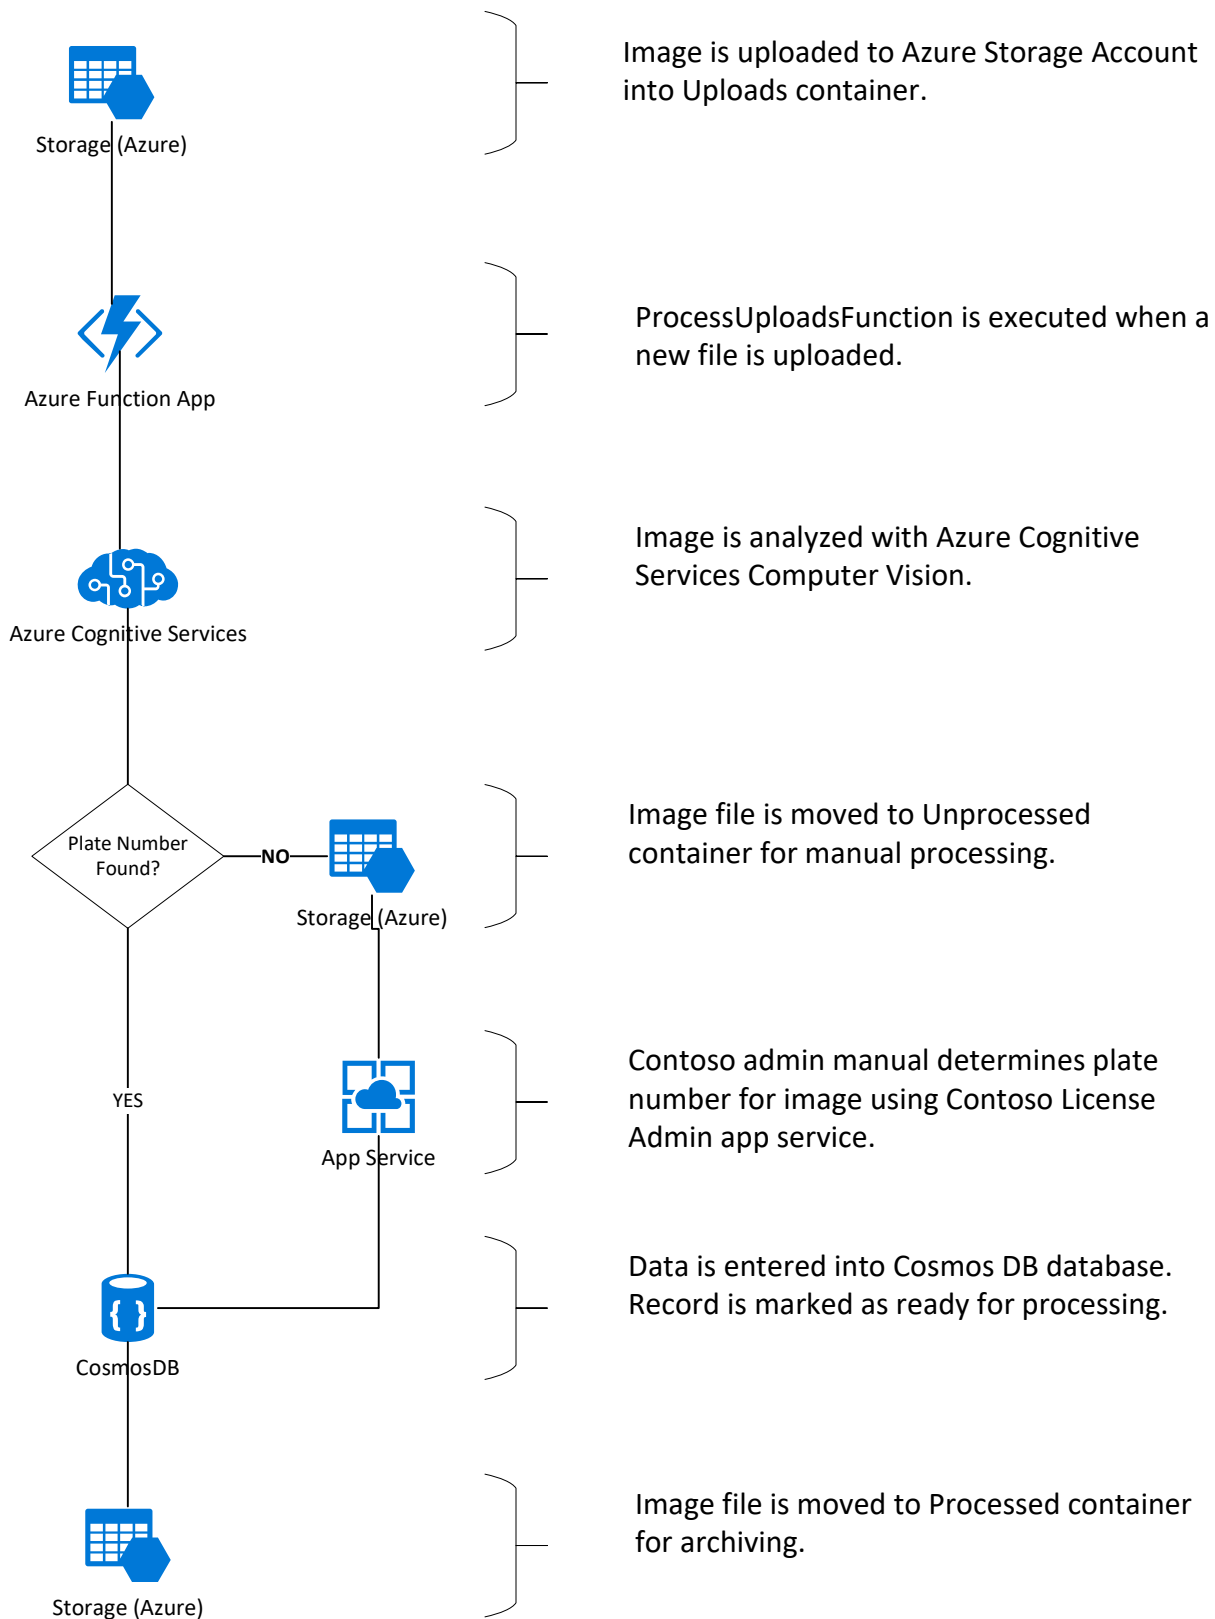 Image is uploaded to Azure Storage Account
into Uploads container.
Storage (Azure)
ProcessUploadsFunction is executed when a
new file is uploaded.
Azure Function App
Image is analyzed with Azure Cognitive
Services Computer Vision.
Azure Cognitive Services
Plate Number
Found?
NO
Storage (Azure)
Image file is moved to Unprocessed
container for manual processing.
YES
App Service
Contoso admin manual determines plate
number for image using Contoso License
Admin app service.
{ }
CosmosDB
Data is entered into Cosmos DB database.
Record is marked as ready for processing.
Image file is moved to Processed container
for archiving.
Storage (Azure)